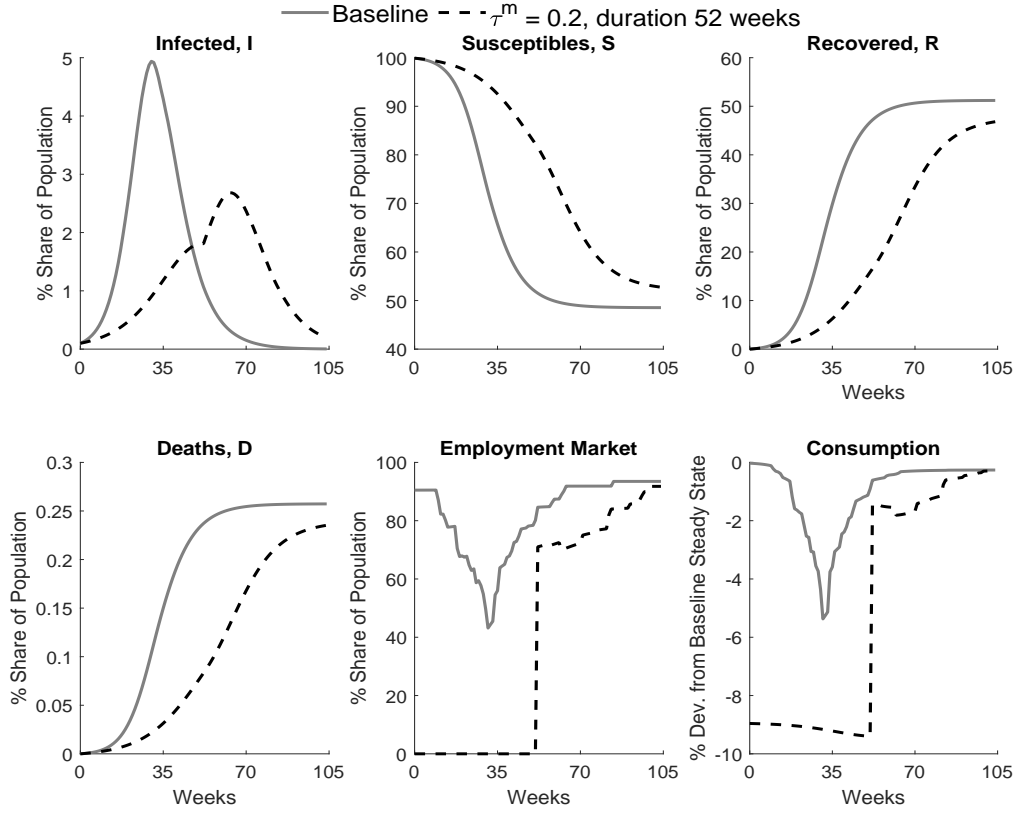 Baseline τ^m = 0.2, duration 52 weeks
Infected, I
% Share of Population
5
4
3
2
1
0
0 35 70 105
Susceptibles, S
% Share of Population
100
90
80
70
60
50
40
0 35 70 105
Recovered, R
% Share of Population
60
50
40
30
20
10
0
0 35 70 105
Weeks
Deaths, D
% Share of Population
0.3
0.25
0.2
0.15
0.1
0.05
0
0 35 70 105
Weeks
Employment Market
% Share of Population
100
80
60
40
20
0
0 35 70 105
Weeks
Consumption
% Dev. from Baseline Steady State
0
-2
-4
-6
-8
-10
0 35 70 105
Weeks